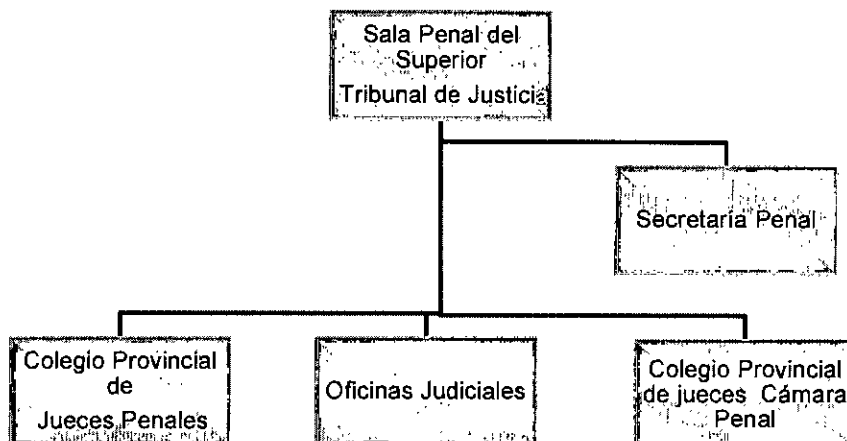 Sala Penal del
Superior
Tribunal de Justicia
Secretaría Penal
Colegio Provincial
de
Jueces Penales
Oficinas Judiciales
Colegio Provincial
de jueces Cámara
Penal